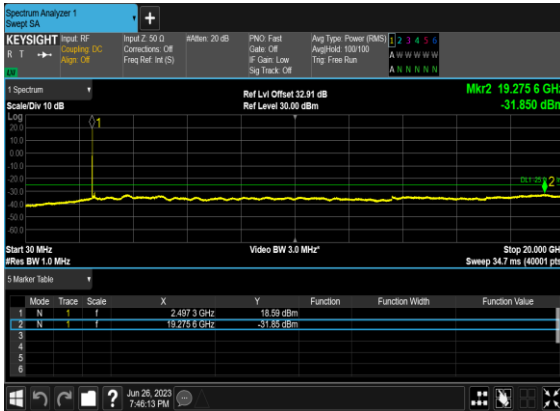 Spectrum Analyzer 1
Swept SA
KEYSIGHT Input: RF Input Z: 50 Ω #Atten: 20 dB PNO: Fast Avg Type: Power (RMS) 1 2 3 4 5 6
R T Coupling: DC Corrections: Off Gate: Off Avg|Hold: 100/100 A W W W W W
Align: Off Freq Ref: Int (S) IF Gain: Low Trig: Free Run
Sig Track: Off A N N N N N
1 Spectrum Ref Lvl Offset 32.91 dB Mkr2 19.275 6 GHz
Scale/Div 10 dB Ref Level 30.00 dBm -31.850 dBm
Log
20.0
10.0
0.00
-10.0
-20.0
-30.0
-40.0
-50.0
-60.0
1
2
Start 30 MHz Video BW 3.0 MHz* Stop 20.000 GH
#Res BW 1.0 MHz Sweep 34.7 ms (40001 pts
5 Marker Table
Mode Trace Scale X Y Function Function Width Function Value
1 N 1 f 2.497 3 GHz 18.59 dBm
2 N 1 f 19.275 6 GHz -31.85 dBm
3
4
5
6
? Jun 26, 2023
7:46:13 PM